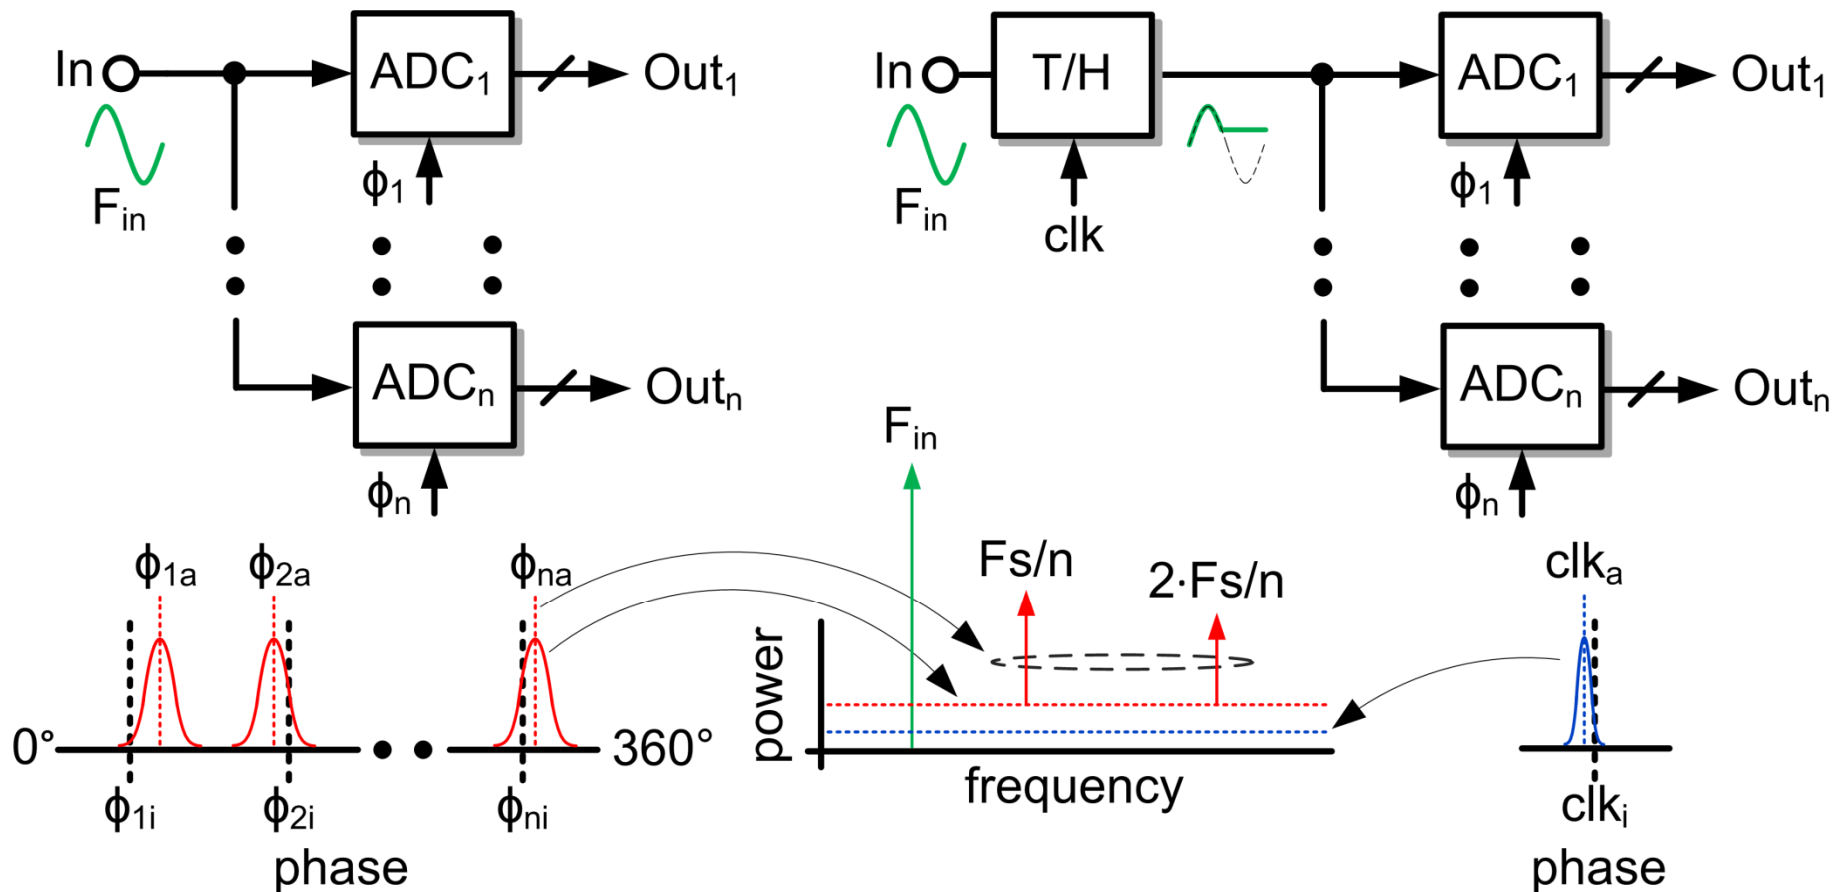 In
ADC₁
Out₁
Fin
ϕ₁
ADCn
Outn
ϕn
In
T/H
ADC₁
Out₁
Fin
clk
ϕ₁
ADCn
Outn
ϕn
ϕ1a
ϕ2a
ϕna
0°
360°
ϕ1i
ϕ2i
ϕni
phase
Fin
Fs/n
2·Fs/n
power
frequency
clka
clki
phase